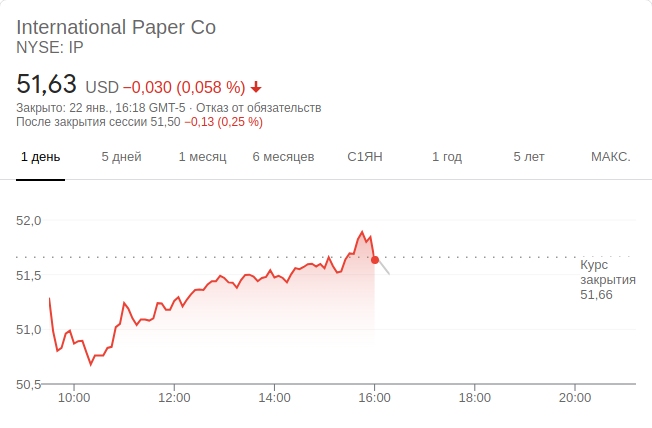 International Paper Co
NYSE: IP
51,63 USD −0,030 (0,058 %)
Закрыто: 22 янв., 16:18 GMT-5 · Отказ от обязательств
После закрытия сессии 51,50 −0,13 (0,25 %)
1 день 5 дней 1 месяц 6 месяцев С1ЯН 1 год 5 лет МАКС.
52,0
51,5
51,0
50,5
Курс
закрытия
51,66
10:00 12:00 14:00 16:00 18:00 20:00